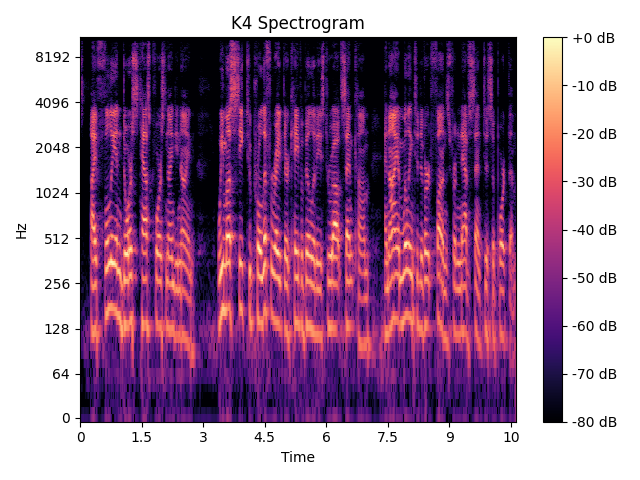 K4 Spectrogram
8192
4096
2048
1024
512
256
128
64
0
Hz
0 1.5 3 4.5 6 7.5 9 10
Time
+0 dB
-10 dB
-20 dB
-30 dB
-40 dB
-50 dB
-60 dB
-70 dB
-80 dB